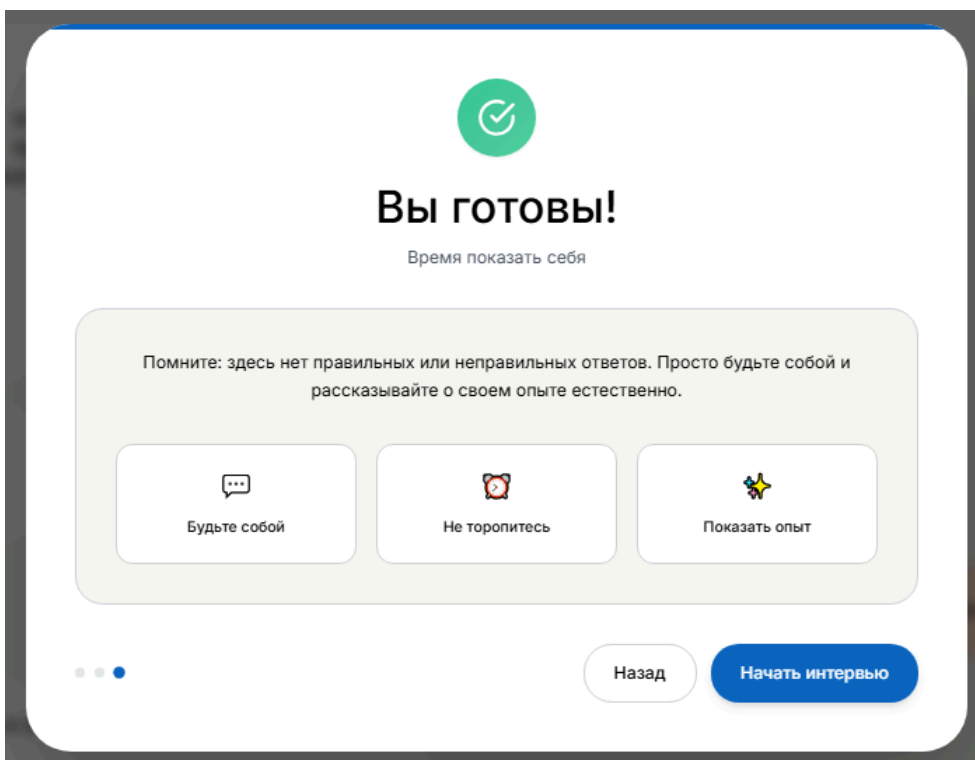 Вы готовы!
Время показать себя
Помните: здесь нет правильных или неправильных ответов. Просто будьте собой и
рассказывайте о своем опыте естественно.
Будьте собой
Не торопитесь
Показать опыт
Назад
Начать интервью